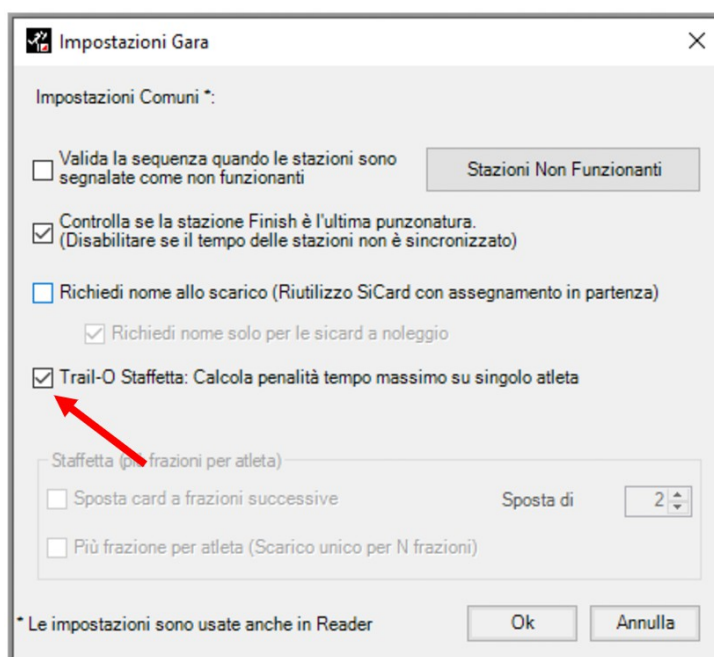 Impostazioni Gara
Impostazioni Comuni *:
Valida la sequenza quando le stazioni sono
segnalate come non funzionanti
Stazioni Non Funzionanti
Controlla se la stazione Finish è l'ultima punzonatura.
(Disabilitare se il tempo delle stazioni non è sincronizzato)
Richiedi nome allo scarico (Riutilizzo SiCard con assegnamento in partenza)
Richiedi nome solo per le sicard a noleggio
Trail-O Staffetta: Calcola penalità tempo massimo su singolo atleta
Staffetta (più frazioni per atleta)
Sposta card a frazioni successive
Sposta di
2
Più frazione per atleta (Scarico unico per N frazioni)
* Le impostazioni sono usate anche in Reader
Ok
Annulla